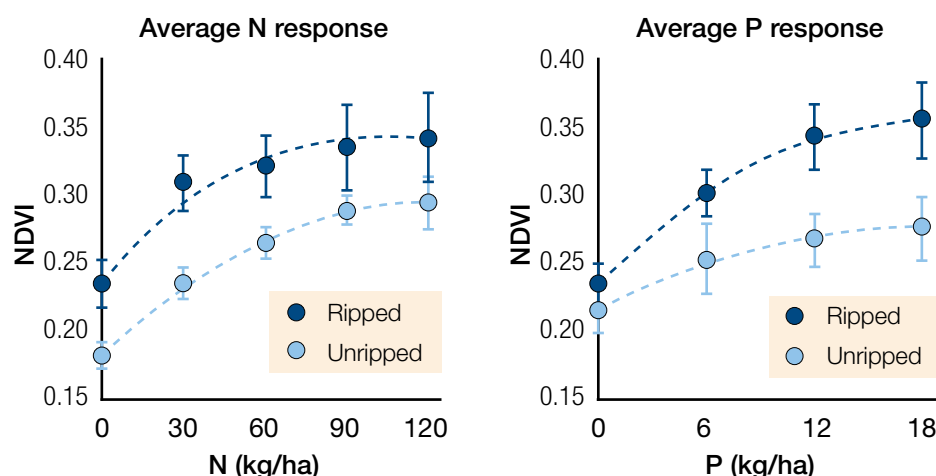 Average N response
NDVI
0.40
0.35
0.30
0.25
0.20
0.15
Ripped
Unripped
0 30 60 90 120
N (kg/ha)
Average P response
NDVI
0.40
0.35
0.30
0.25
0.20
0.15
Ripped
Unripped
0 6 12 18
P (kg/ha)